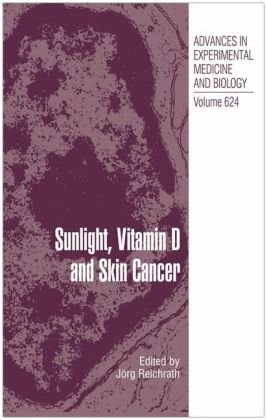 ADVANCES IN
EXPERIMENTAL
MEDICINE
AND BIOLOGY
Volume 624
Sunlight, Vitamin D
and Skin Cancer
Edited by
Jörg Reichrath